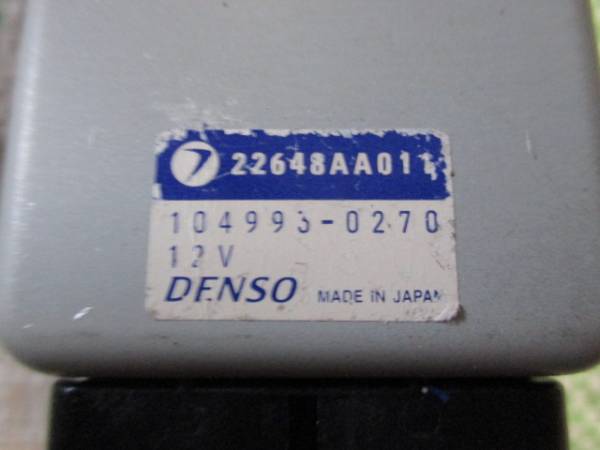 22648AA011
104993-0270
12V
DENSO MADE IN JAPAN